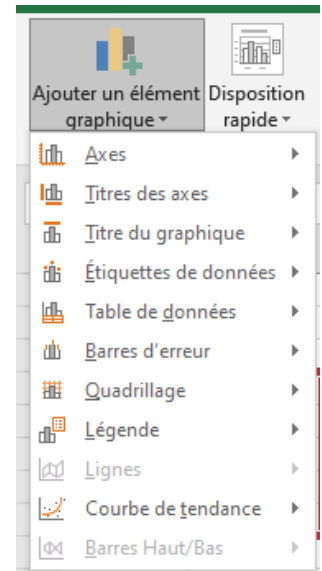 Ajouter un élément
graphique
Disposition
rapide
Axes
Titres des axes
Titre du graphique
Étiquettes de données
Table de données
Barres d'erreur
Quadrillage
Légende
Lignes
Courbe de tendance
Barres Haut/Bas